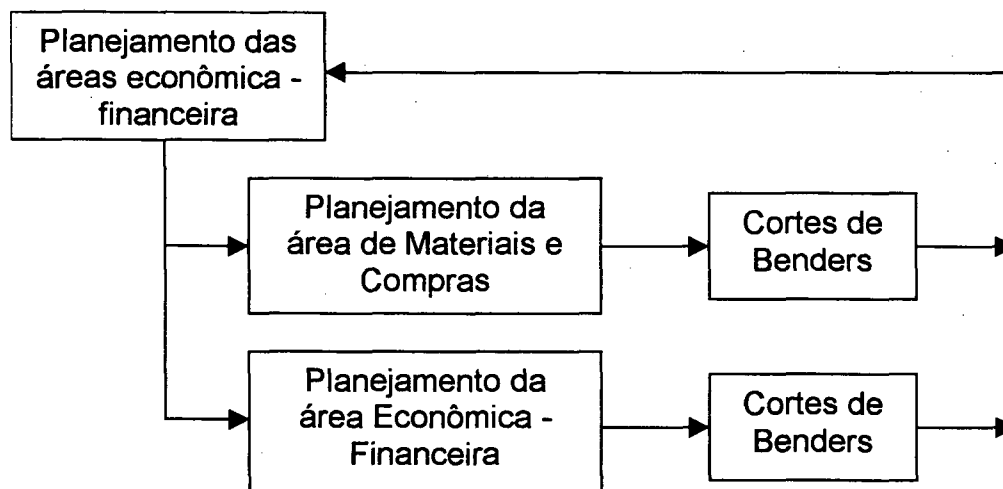 Planejamento das
áreas econômica -
financeira
Planejamento da
área de Materiais e
Compras
Cortes de
Benders
Planejamento da
área Econômica -
Financeira
Cortes de
Benders